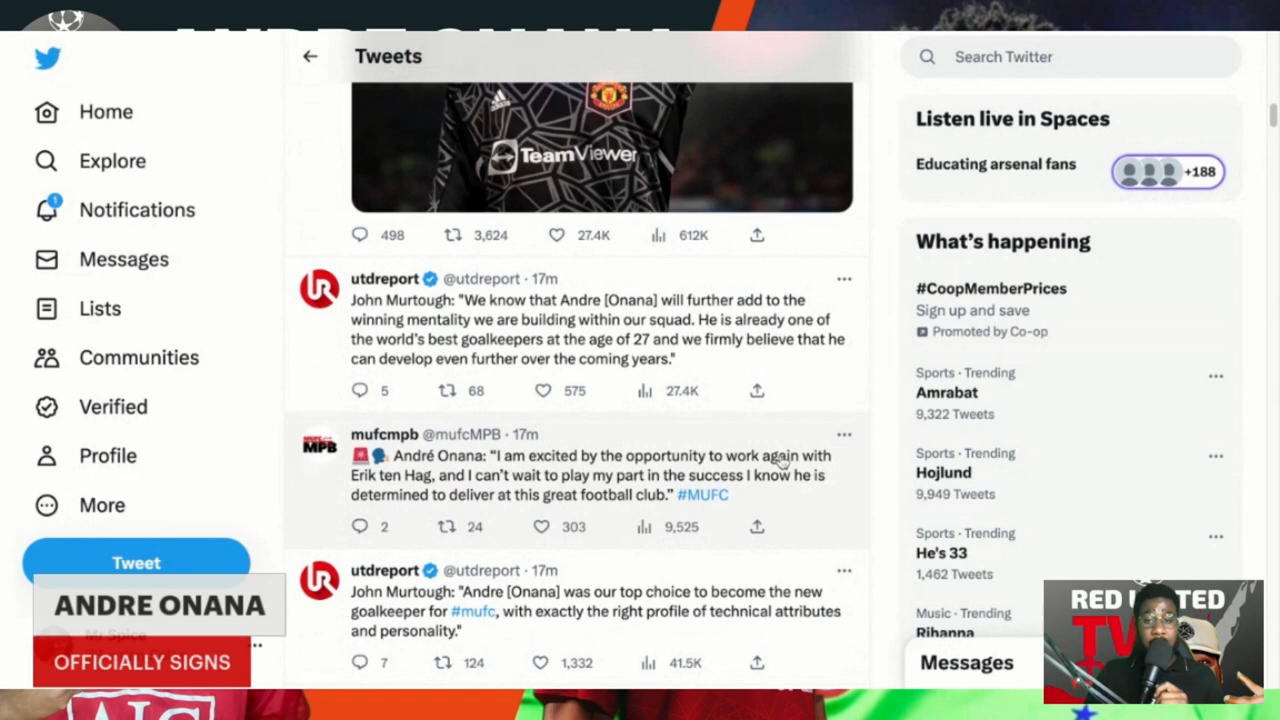 Tweets
Search Twitter
Home
Explore
1
Notifications
Messages
Lists
Communities
Verified
Profile
More
Tweet
ANDRE ONANA
Mr Spice
OFFICIALLY SIGNS
TeamViewer
498 3,624 27.4K 612K
UR
utdreport @utdreport · 17m
John Murtough: "We know that Andre [Onana] will further add to the
winning mentality we are building within our squad. He is already one of
the world's best goalkeepers at the age of 27 and we firmly believe that he
can develop even further over the coming years."
5 68 575 27.4K
MUFC
MPB
mufcmpb @mufcMPB · 17m
André Onana: “I am excited by the opportunity to work again with
Erik ten Hag, and I can’t wait to play my part in the success I know he is
determined to deliver at this great football club.” #MUFC
2 24 303 9,525
UR
utdreport @utdreport · 17m
John Murtough: "Andre [Onana] was our top choice to become the new
goalkeeper for #mufc, with exactly the right profile of technical attributes
and personality."
7 124 1,332 41.5K
Listen live in Spaces
Educating arsenal fans
+188
What’s happening
#CoopMemberPrices
Sign up and save
Promoted by Co-op
Sports · Trending
Amrabat
9,322 Tweets
Sports · Trending
Hojlund
9,949 Tweets
Sports · Trending
He's 33
1,462 Tweets
Music · Trending
Rihanna
Messages
RED UNITED